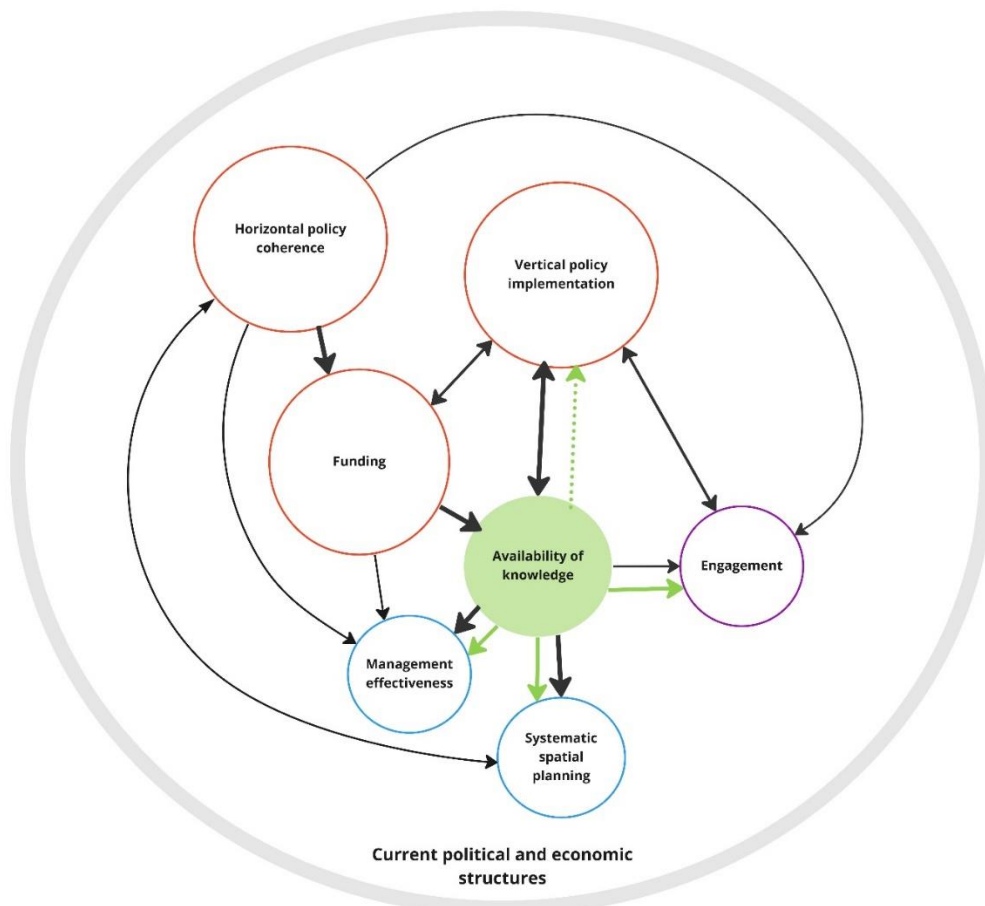 Horizontal policy
coherence
Vertical policy
implementation
Funding
Availability of
knowledge
Engagement
Management
effectiveness
Systematic
spatial
planning
Current political and economic
structures